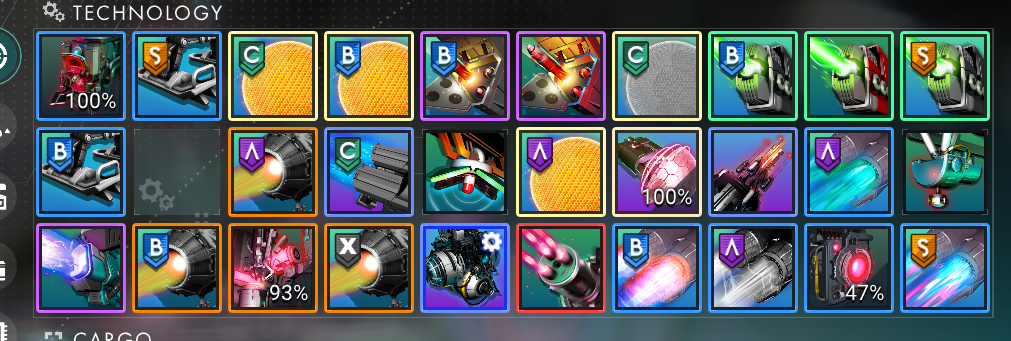 TECHNOLOGY
100% S C B B C B S
B Λ C Λ 100% Λ
B 93% X B Λ 47% S
CARGO